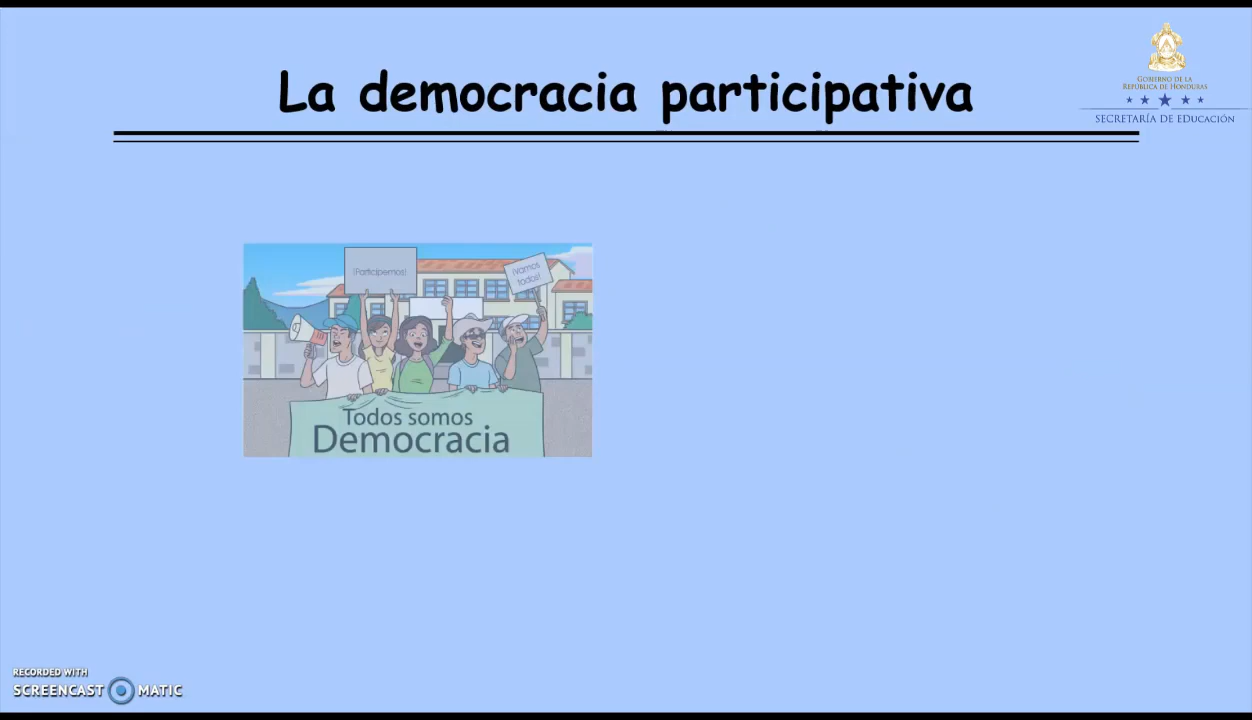 La democracia participativa
GOBIERNO DE LA
REPÚBLICA DE HONDURAS
SECRETARÍA DE EDUCACIÓN
¡Participemos!
¡Vamos
todos!
Todos somos
Democracia
RECORDED WITH
SCREENCAST MATIC